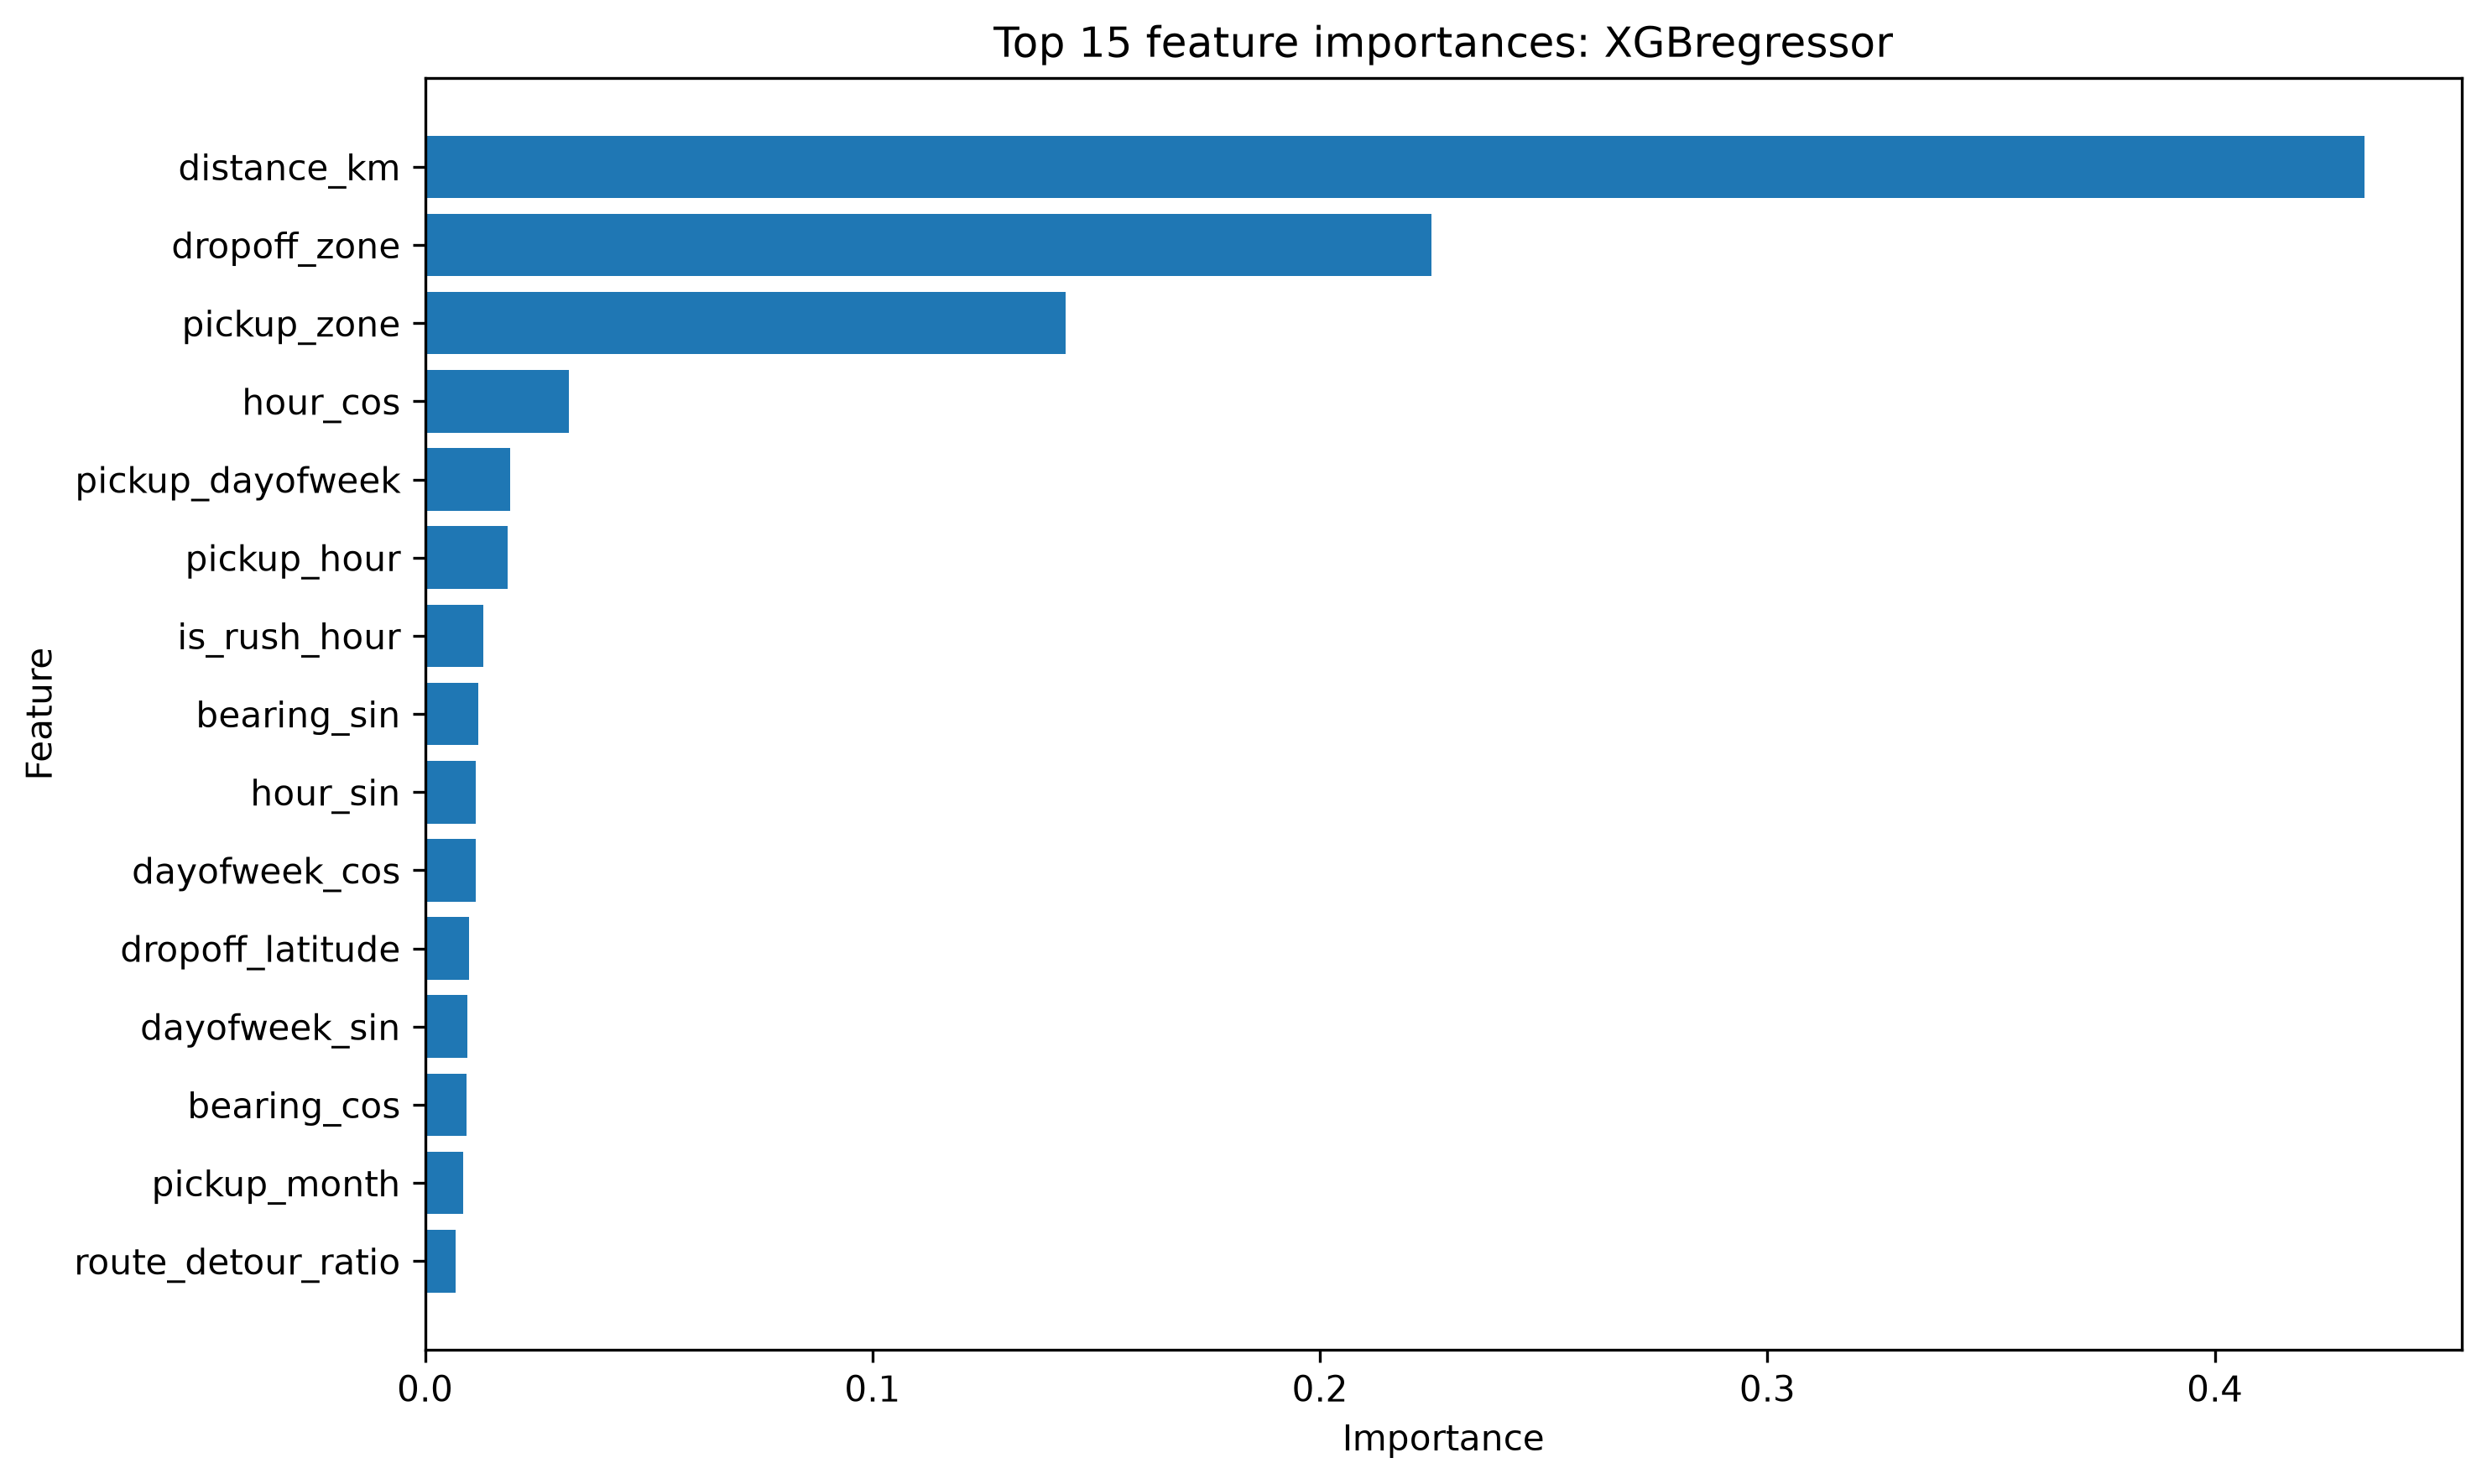 Top 15 feature importances: XGBregressor
distance_km
dropoff_zone
pickup_zone
hour_cos
pickup_dayofweek
pickup_hour
is_rush_hour
bearing_sin
hour_sin
dayofweek_cos
dropoff_latitude
dayofweek_sin
bearing_cos
pickup_month
route_detour_ratio
Feature
0.0 0.1 0.2 0.3 0.4
Importance